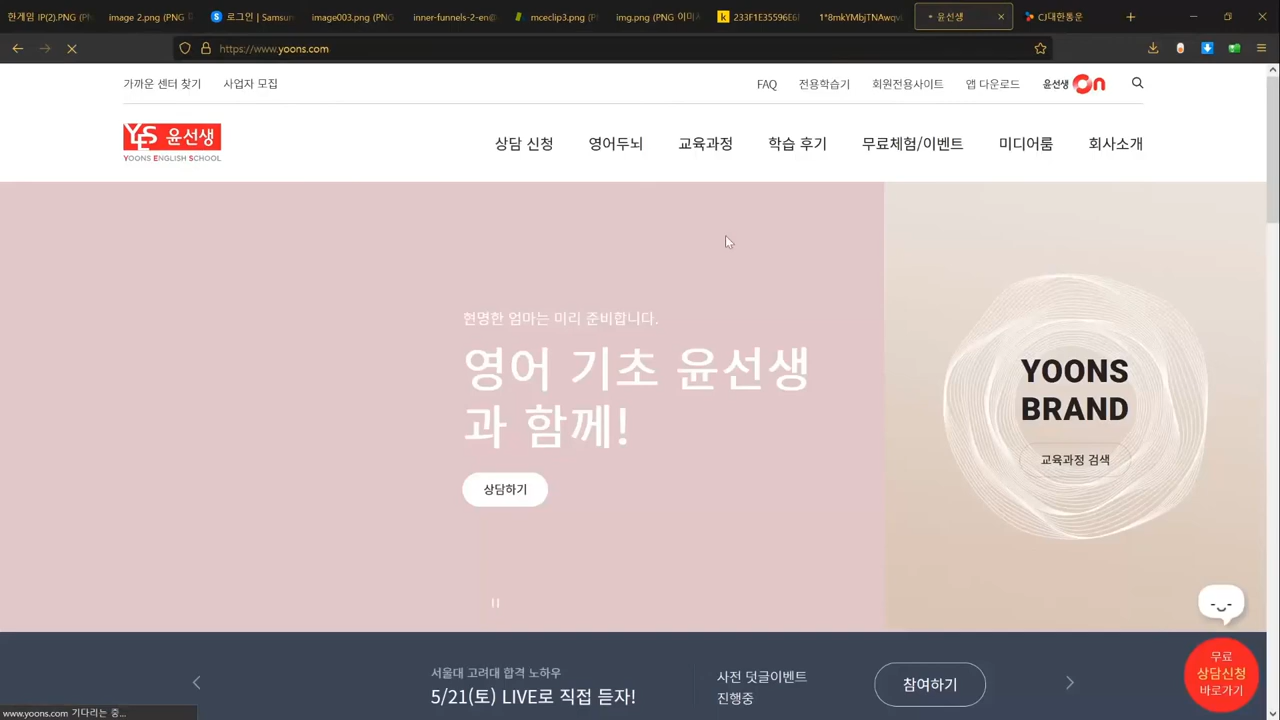 한게임 IP(2).PNG (PN
image 2.png (PNG
로그인 | Samsu
image003.png (PNG
inner-funnels-2-en@
mceclip3.png (PN
img.png (PNG 이미지
233F1E35596E6
1*8mkYMbjTNAwqv
윤선생
CJ대한통운
https://www.yoons.com
가까운 센터 찾기
사업자 모집
FAQ
전용학습기
회원전용사이트
앱 다운로드
윤선생 On
YES 윤선생
YOONS ENGLISH SCHOOL
상담 신청
영어두뇌
교육과정
학습 후기
무료체험/이벤트
미디어룸
회사소개
현명한 엄마는 미리 준비합니다.
영어 기초 윤선생
과 함께!
상담하기
YOONS
BRAND
교육과정 검색
서울대 고려대 합격 노하우
5/21(토) LIVE로 직접 듣자!
사전 덧글이벤트
진행중
참여하기
무료
상담신청
바로가기
www.yoons.com 기다리는 중...